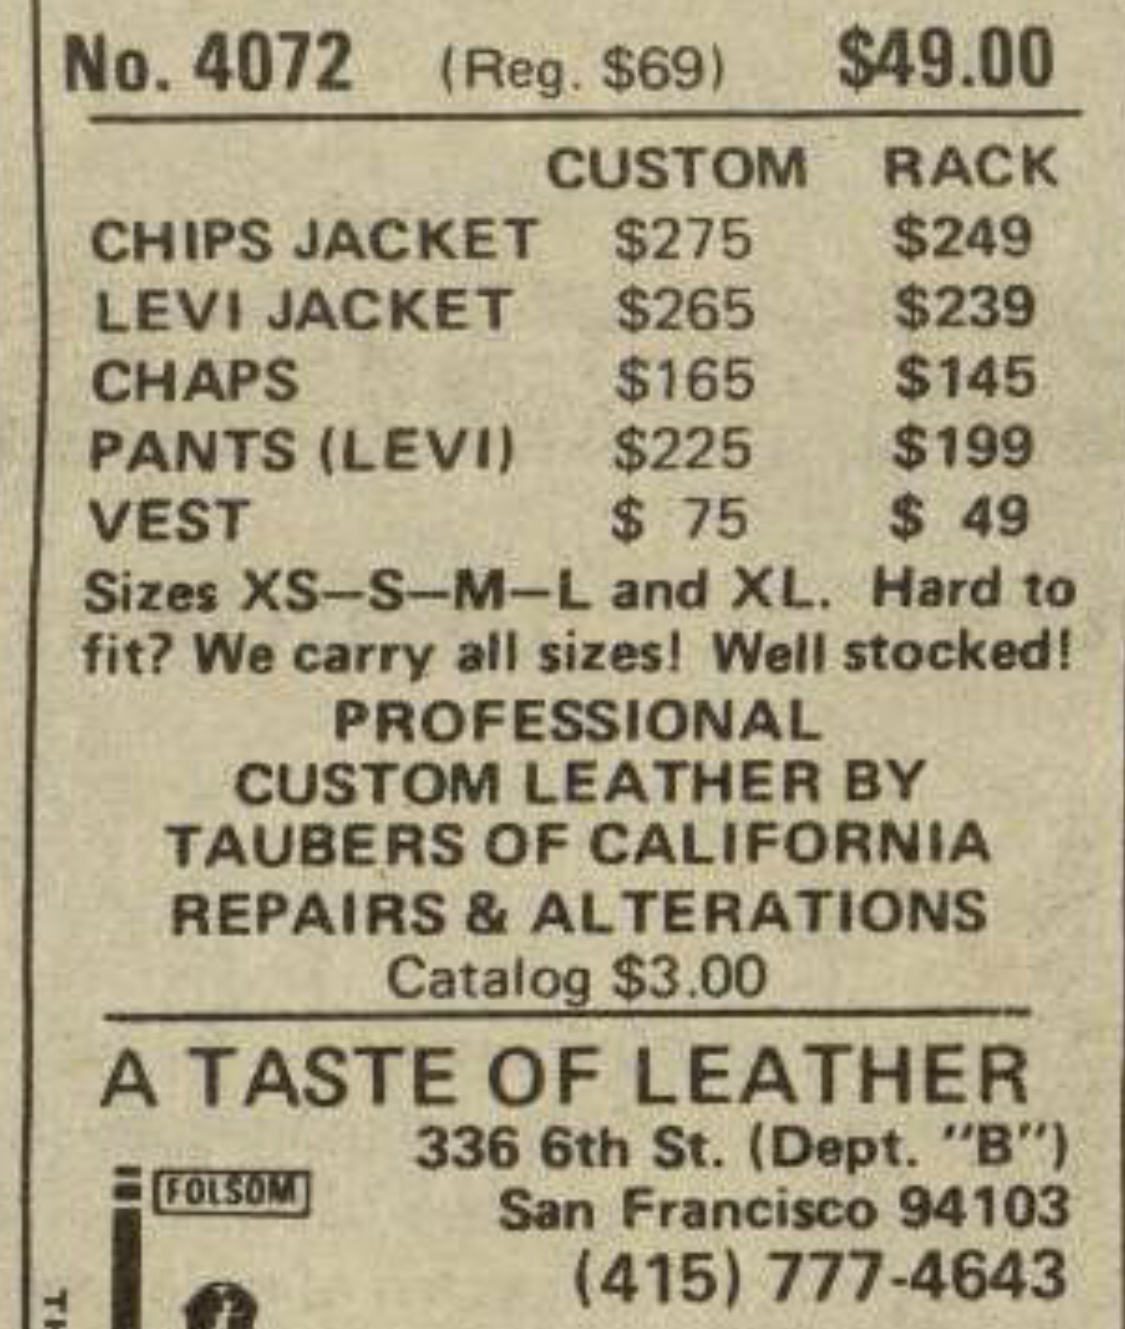 No. 4072 (Reg. $69) $49.00
CUSTOM RACK
CHIPS JACKET $275 $249
LEVI JACKET $265 $239
CHAPS $165 $145
PANTS (LEVI) $225 $199
VEST $ 75 $ 49
Sizes XS—S—M—L and XL. Hard to
fit? We carry all sizes! Well stocked!
PROFESSIONAL
CUSTOM LEATHER BY
TAUBERS OF CALIFORNIA
REPAIRS & ALTERATIONS
Catalog $3.00
A TASTE OF LEATHER
336 6th St. (Dept. "B")
San Francisco 94103
(415) 777-4643
FOLSOM